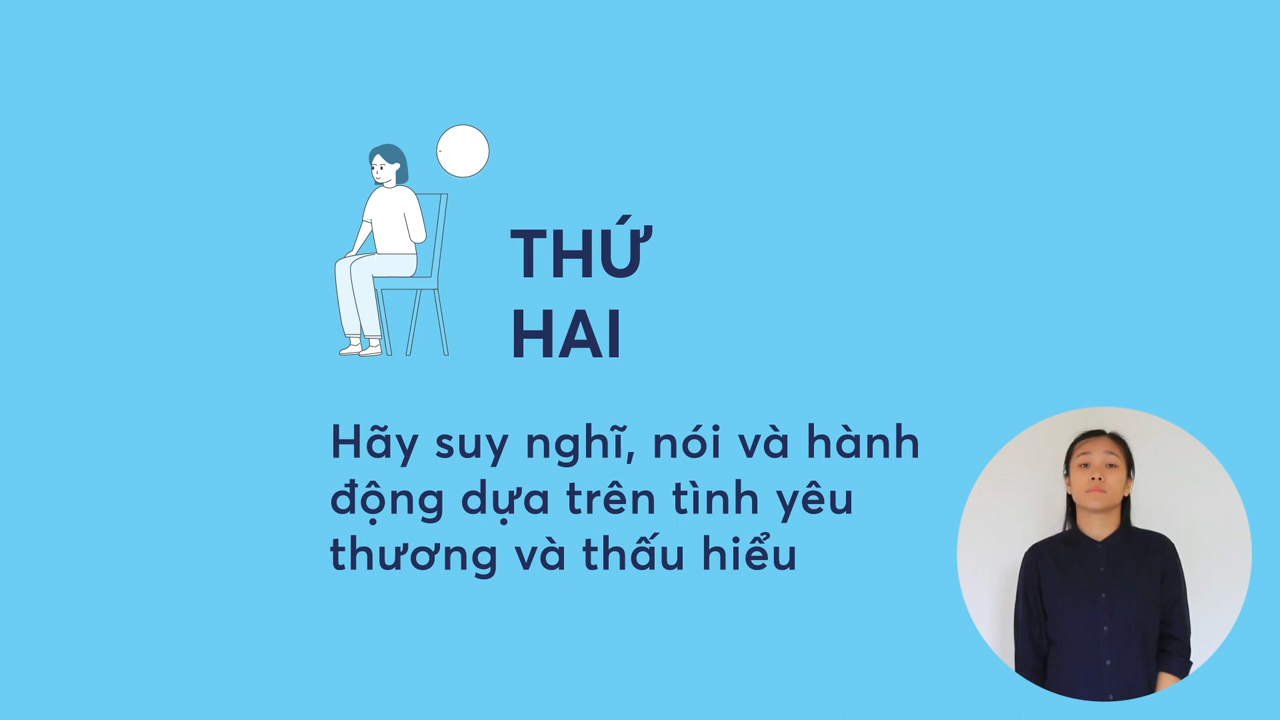 THỨ
HAI
Hãy suy nghĩ, nói và hành
động dựa trên tình yêu
thương và thấu hiểu